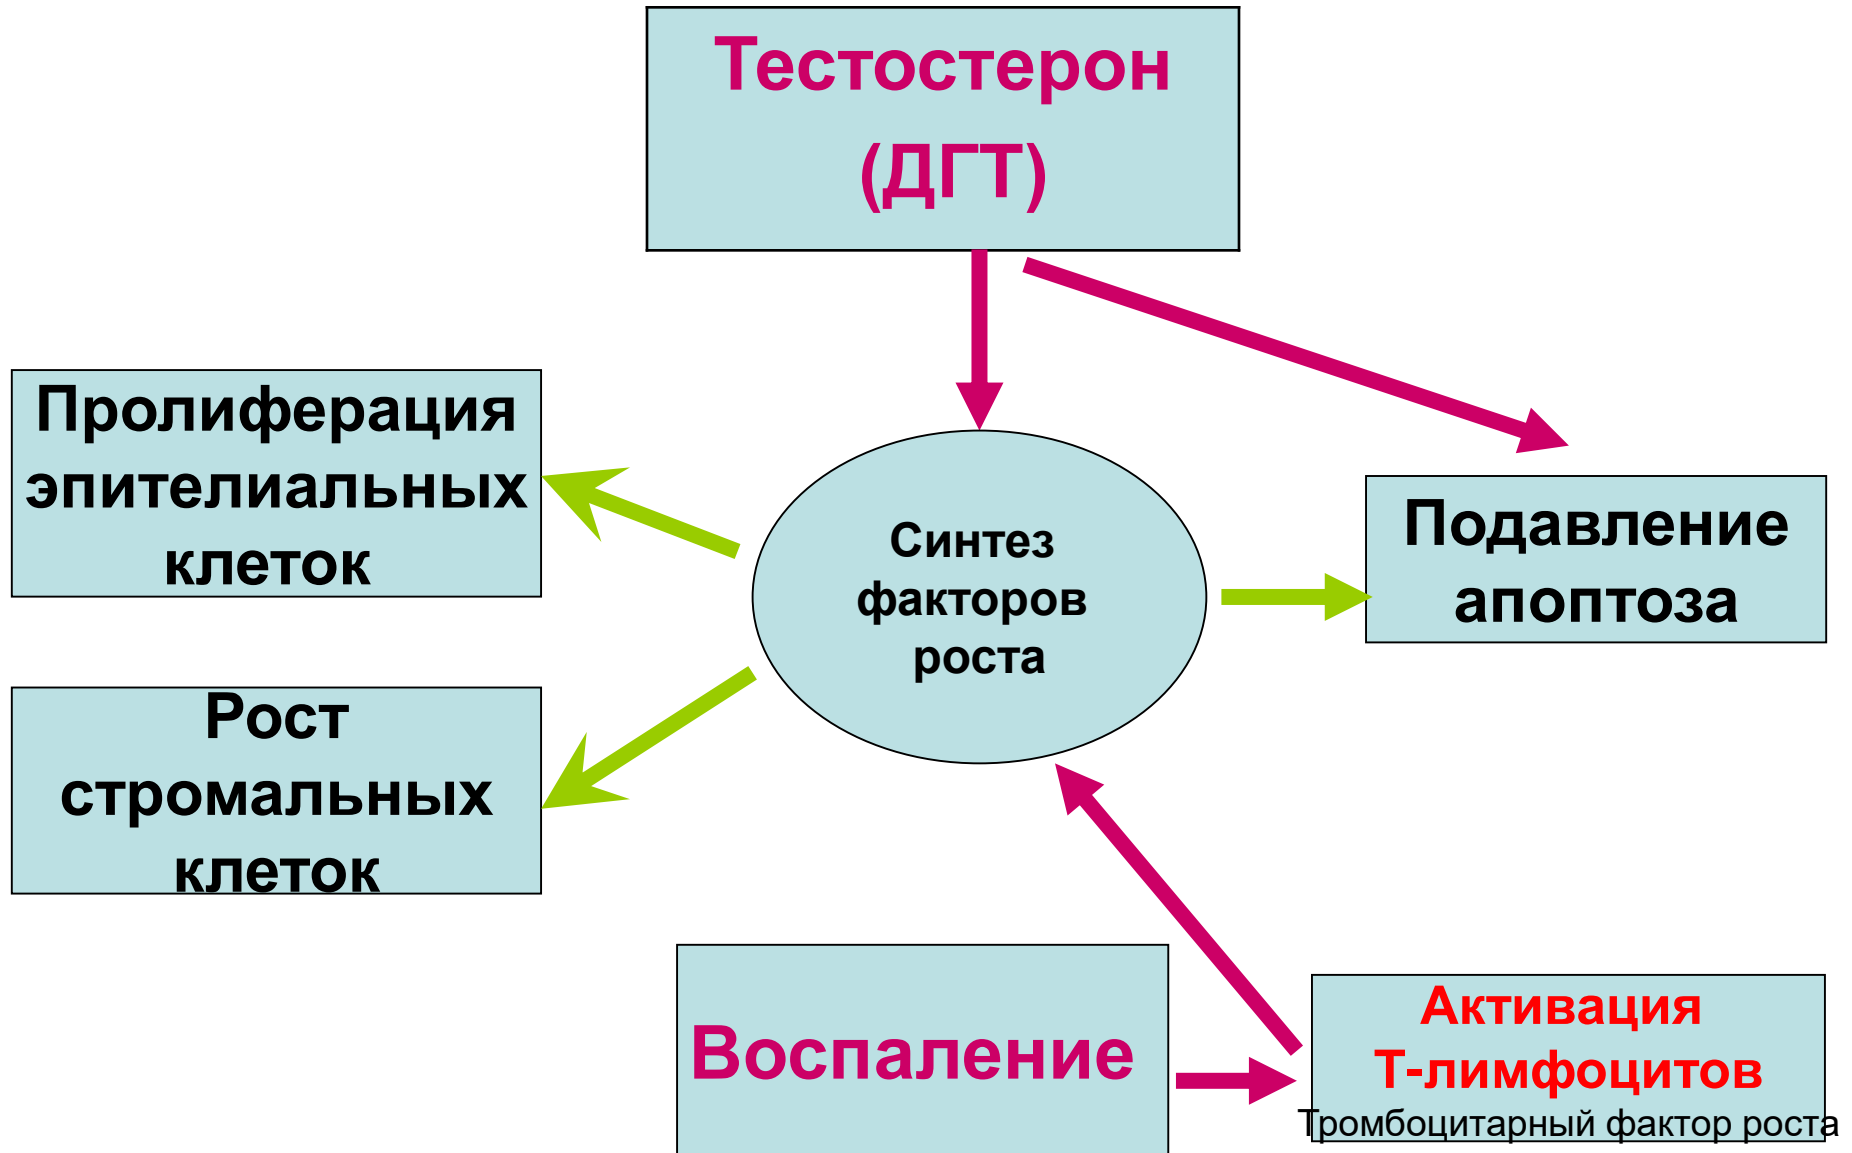 Тестостерон
(ДГТ)
Пролиферация
эпителиальных
клеток
Синтез
факторов
роста
Подавление
апоптоза
Рост
стромальных
клеток
Воспаление
Активация
Т-лимфоцитов
Тромбоцитарный фактор роста